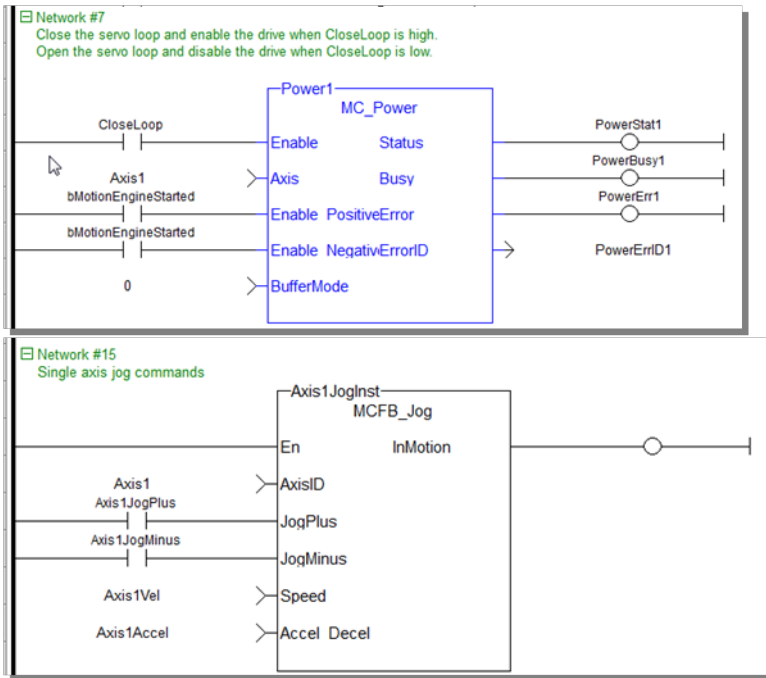 Network #7
Close the servo loop and enable the drive when CloseLoop is high.
Open the servo loop and disable the drive when CloseLoop is low.
Power1
MC_Power
CloseLoop
Enable Status
PowerStat1
Axis1
Axis Busy
PowerBusy1
bMotionEngineStarted
Enable PositiveError
PowerErr1
bMotionEngineStarted
Enable NegativErrorID
PowerErrID1
0
BufferMode
Network #15
Single axis jog commands
Axis1JogInst
MCFB_Jog
En InMotion
Axis1
AxisID
Axis1JogPlus
JogPlus
Axis1JogMinus
JogMinus
Axis1Vel
Speed
Axis1Accel
Accel Decel